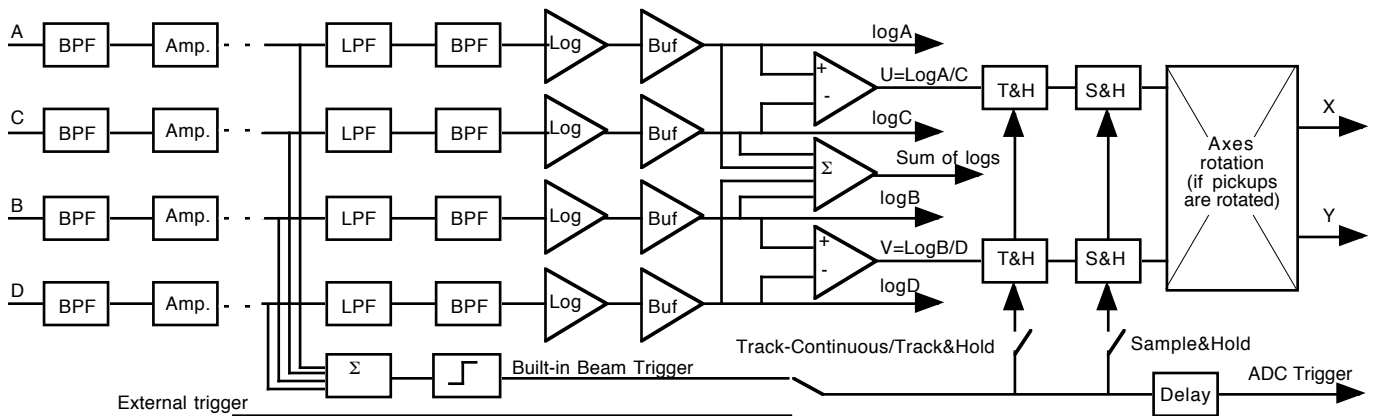 A
BPF
Amp.
LPF
BPF
Log
Buf
logA
+
-
U=LogA/C
T&H
S&H
C
BPF
Amp.
LPF
BPF
Log
Buf
logC
Σ
Sum of logs
Axes
rotation
(if pickups
are rotated)
X
Y
B
BPF
Amp.
LPF
BPF
Log
Buf
logB
+
-
V=LogB/D
T&H
S&H
D
BPF
Amp.
LPF
BPF
Log
Buf
logD
Track-Continuous/Track&Hold
Sample&Hold
Σ
Built-in Beam Trigger
External trigger
Delay
ADC Trigger